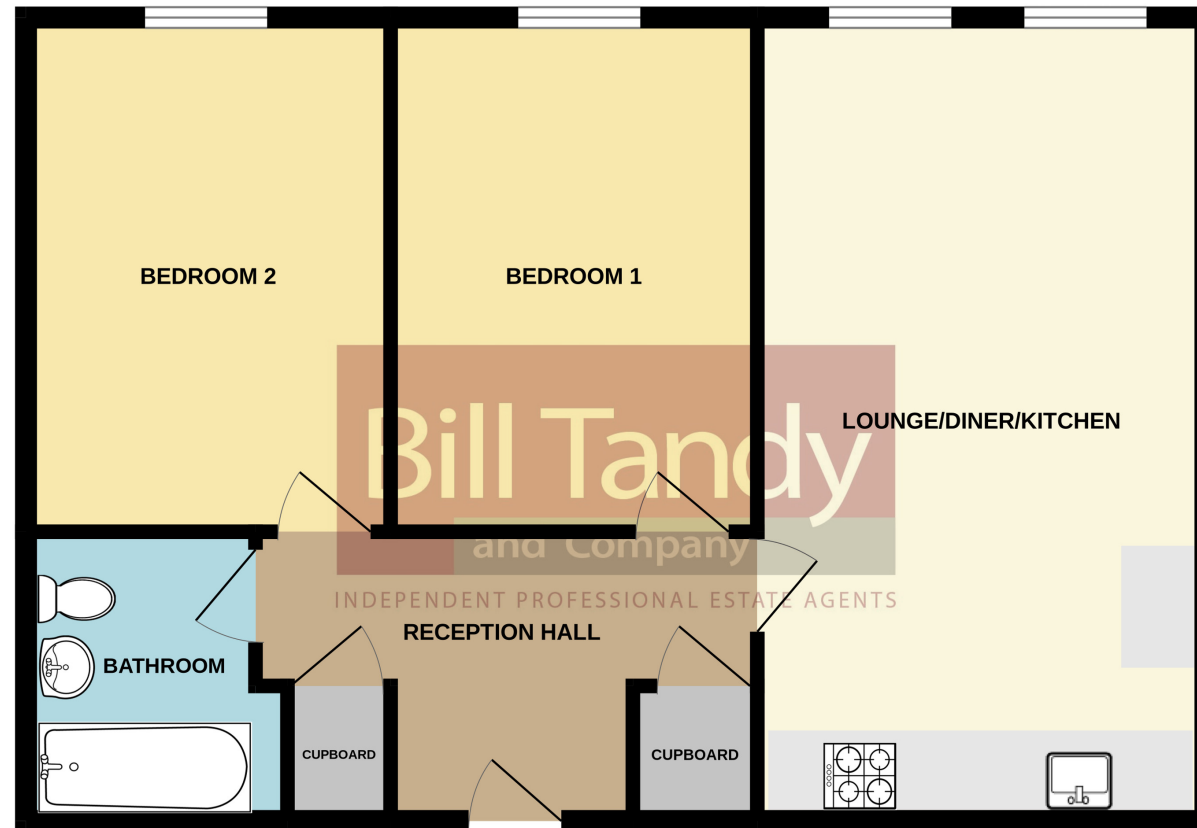 BEDROOM 2
BEDROOM 1
LOUNGE/DINER/KITCHEN
Bill Tandy
and Company
INDEPENDENT PROFESSIONAL ESTATE AGENTS
RECEPTION HALL
BATHROOM
CUPBOARD
CUPBOARD